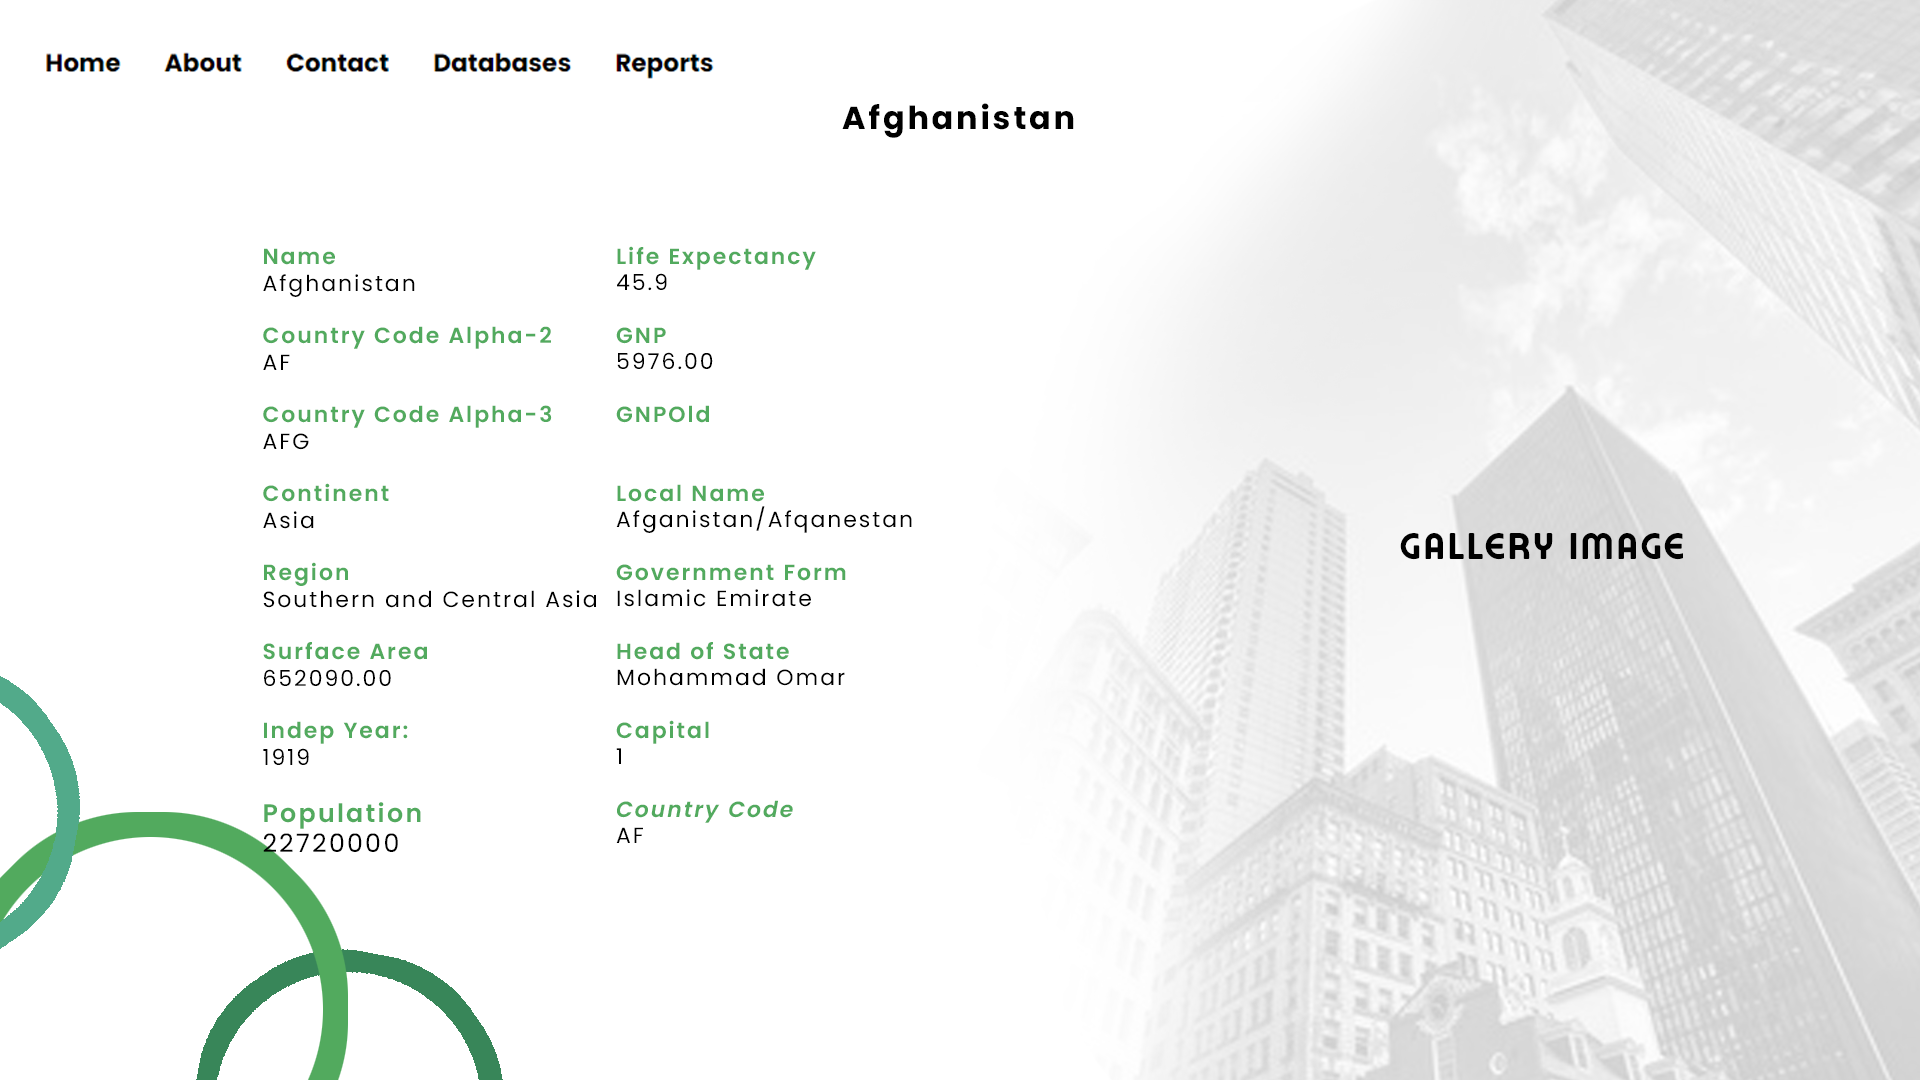 Home About Contact Databases Reports
Afghanistan
Name
Afghanistan
Country Code Alpha-2
AF
Country Code Alpha-3
AFG
Continent
Asia
Region
Southern and Central Asia
Surface Area
652090.00
Indep Year:
1919
Population
22720000
Life Expectancy
45.9
GNP
5976.00
GNPOld
Local Name
Afganistan/Afqanestan
Government Form
Islamic Emirate
Head of State
Mohammad Omar
Capital
1
Country Code
AF
GALLERY IMAGE